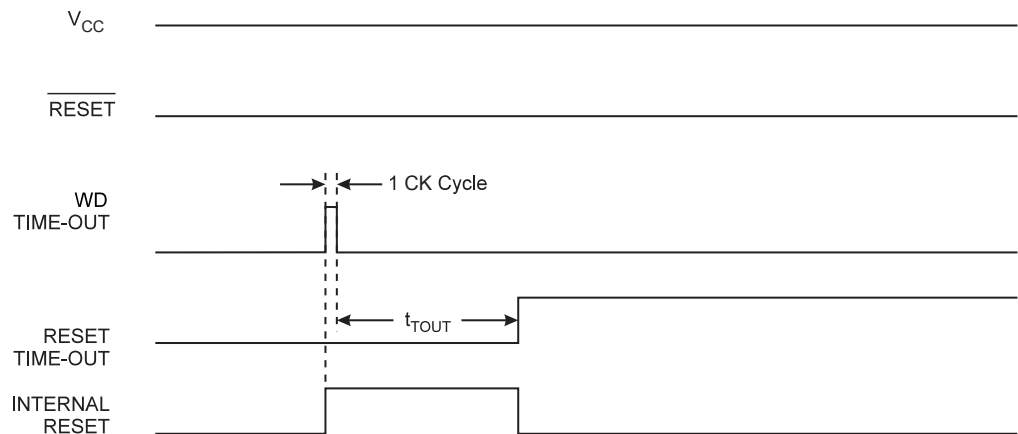 VCC
RESET
1 CK Cycle
WD
TIME-OUT
tTOUT
RESET
TIME-OUT
INTERNAL
RESET